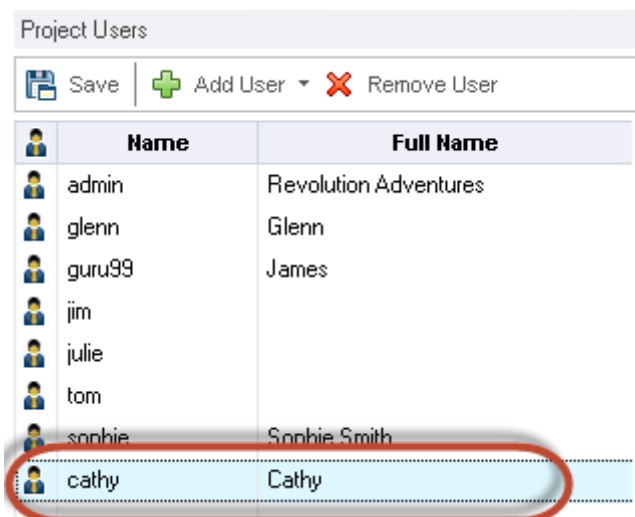 Project Users
Save Add User Remove User
Name Full Name
admin Revolution Adventures
glenn Glenn
guru99 James
jim
julie
tom
sophie Sophie Smith
cathy Cathy